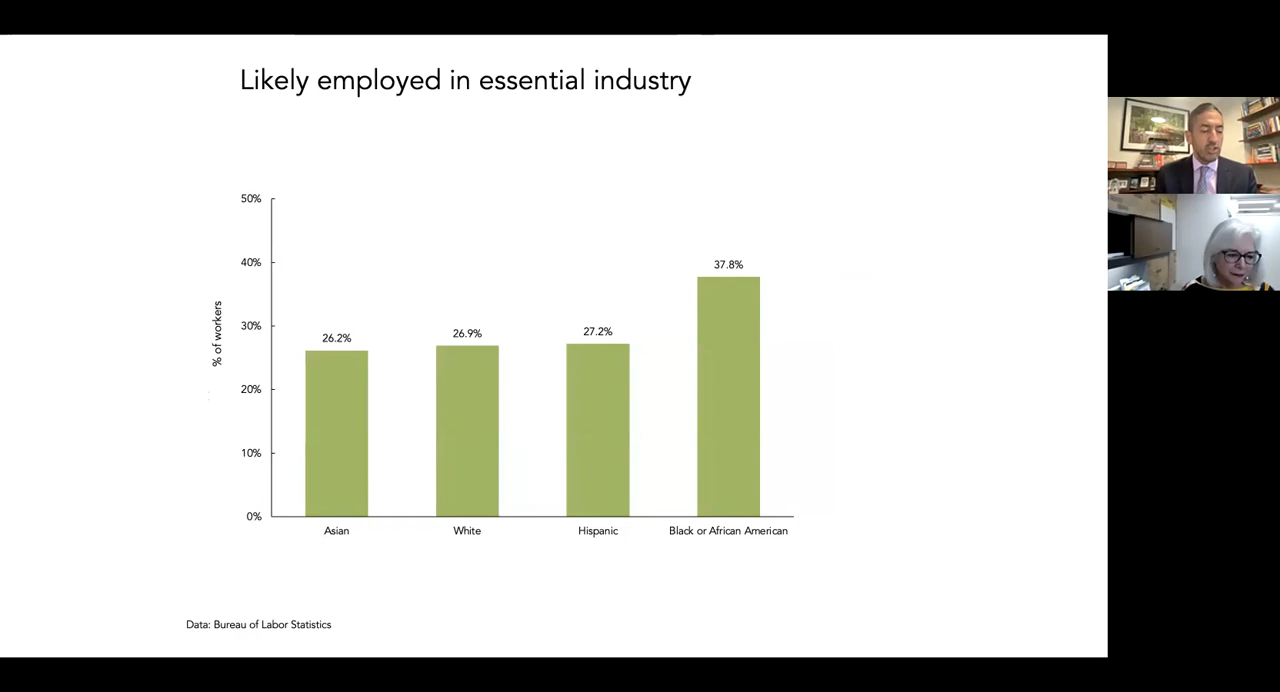 Likely employed in essential industry
50%
40%
30%
20%
10%
0%
% of workers
26.2%
26.9%
27.2%
37.8%
Asian
White
Hispanic
Black or African American
Data: Bureau of Labor Statistics